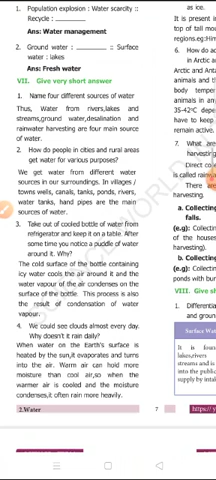 1. Population explosion : Water scarcity ::
Recycle : ________
Ans: Water management
2. Ground water : ________ :: Surface
water : lakes
Ans: Fresh water
VII. Give very short answer
1. Name four different sources of water
Thus, Water from rivers,lakes and
streams,ground water,desalination and
rainwater harvesting are four main source
of water.
2. How do people in cities and rural areas
get water for various purposes?
We get water from different water
sources in our surroundings. In villages /
towns wells, canals, tanks, ponds, rivers,
water tanks, hand pipes are the main
sources of water.
3. Take out of cooled bottle of water from
refrigerator and keep it on a table. After
some time you notice a puddle of water
around it. Why?
The cold surface of the bottle containing
icy water cools the air around it and the
water vapour of the air condenses on the
surface of the bottle. This process is also
the result of condensation of water
vapour.
4. We could see clouds almost every day.
Why doesn't it rain daily?
When water on the Earth's surface is
heated by the sun,it evaporates and turns
into the air. Warm air can hold more
moisture than cool air,so when the
warmer air is cooled and the moisture
condenses,it often rain more heavily.
as ice.
It is present i
top of tall mou
regions.eg:Him
6. How do ac
in Arctic and
Arctic and Anta
animals and th
body temper
animals in any
35-42°C depe
have to keep
remain active.
7. What are
harvesting
Direct col
is called rainw
There are
harvesting.
a. Collecting
falls.
(e.g): Collectin
of the houses
harvesting).
b. Collecting
(e.g): Collectin
ponds with bun
VIII. Give sh
1. Differentia
and groun
Surface Wat
It is foun
lakes,rivers
streams and is
into the public
supply by intak
2.Water
7
https://